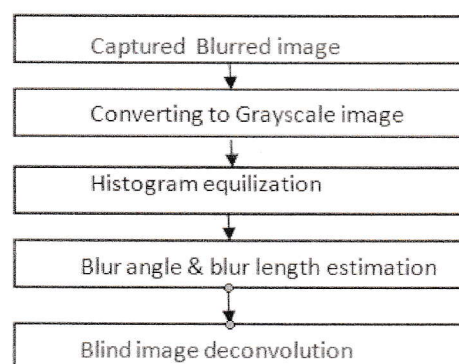 Captured Blurred image
Converting to Grayscale image
Histogram equilization
Blur angle & blur length estimation
Blind image deconvolution